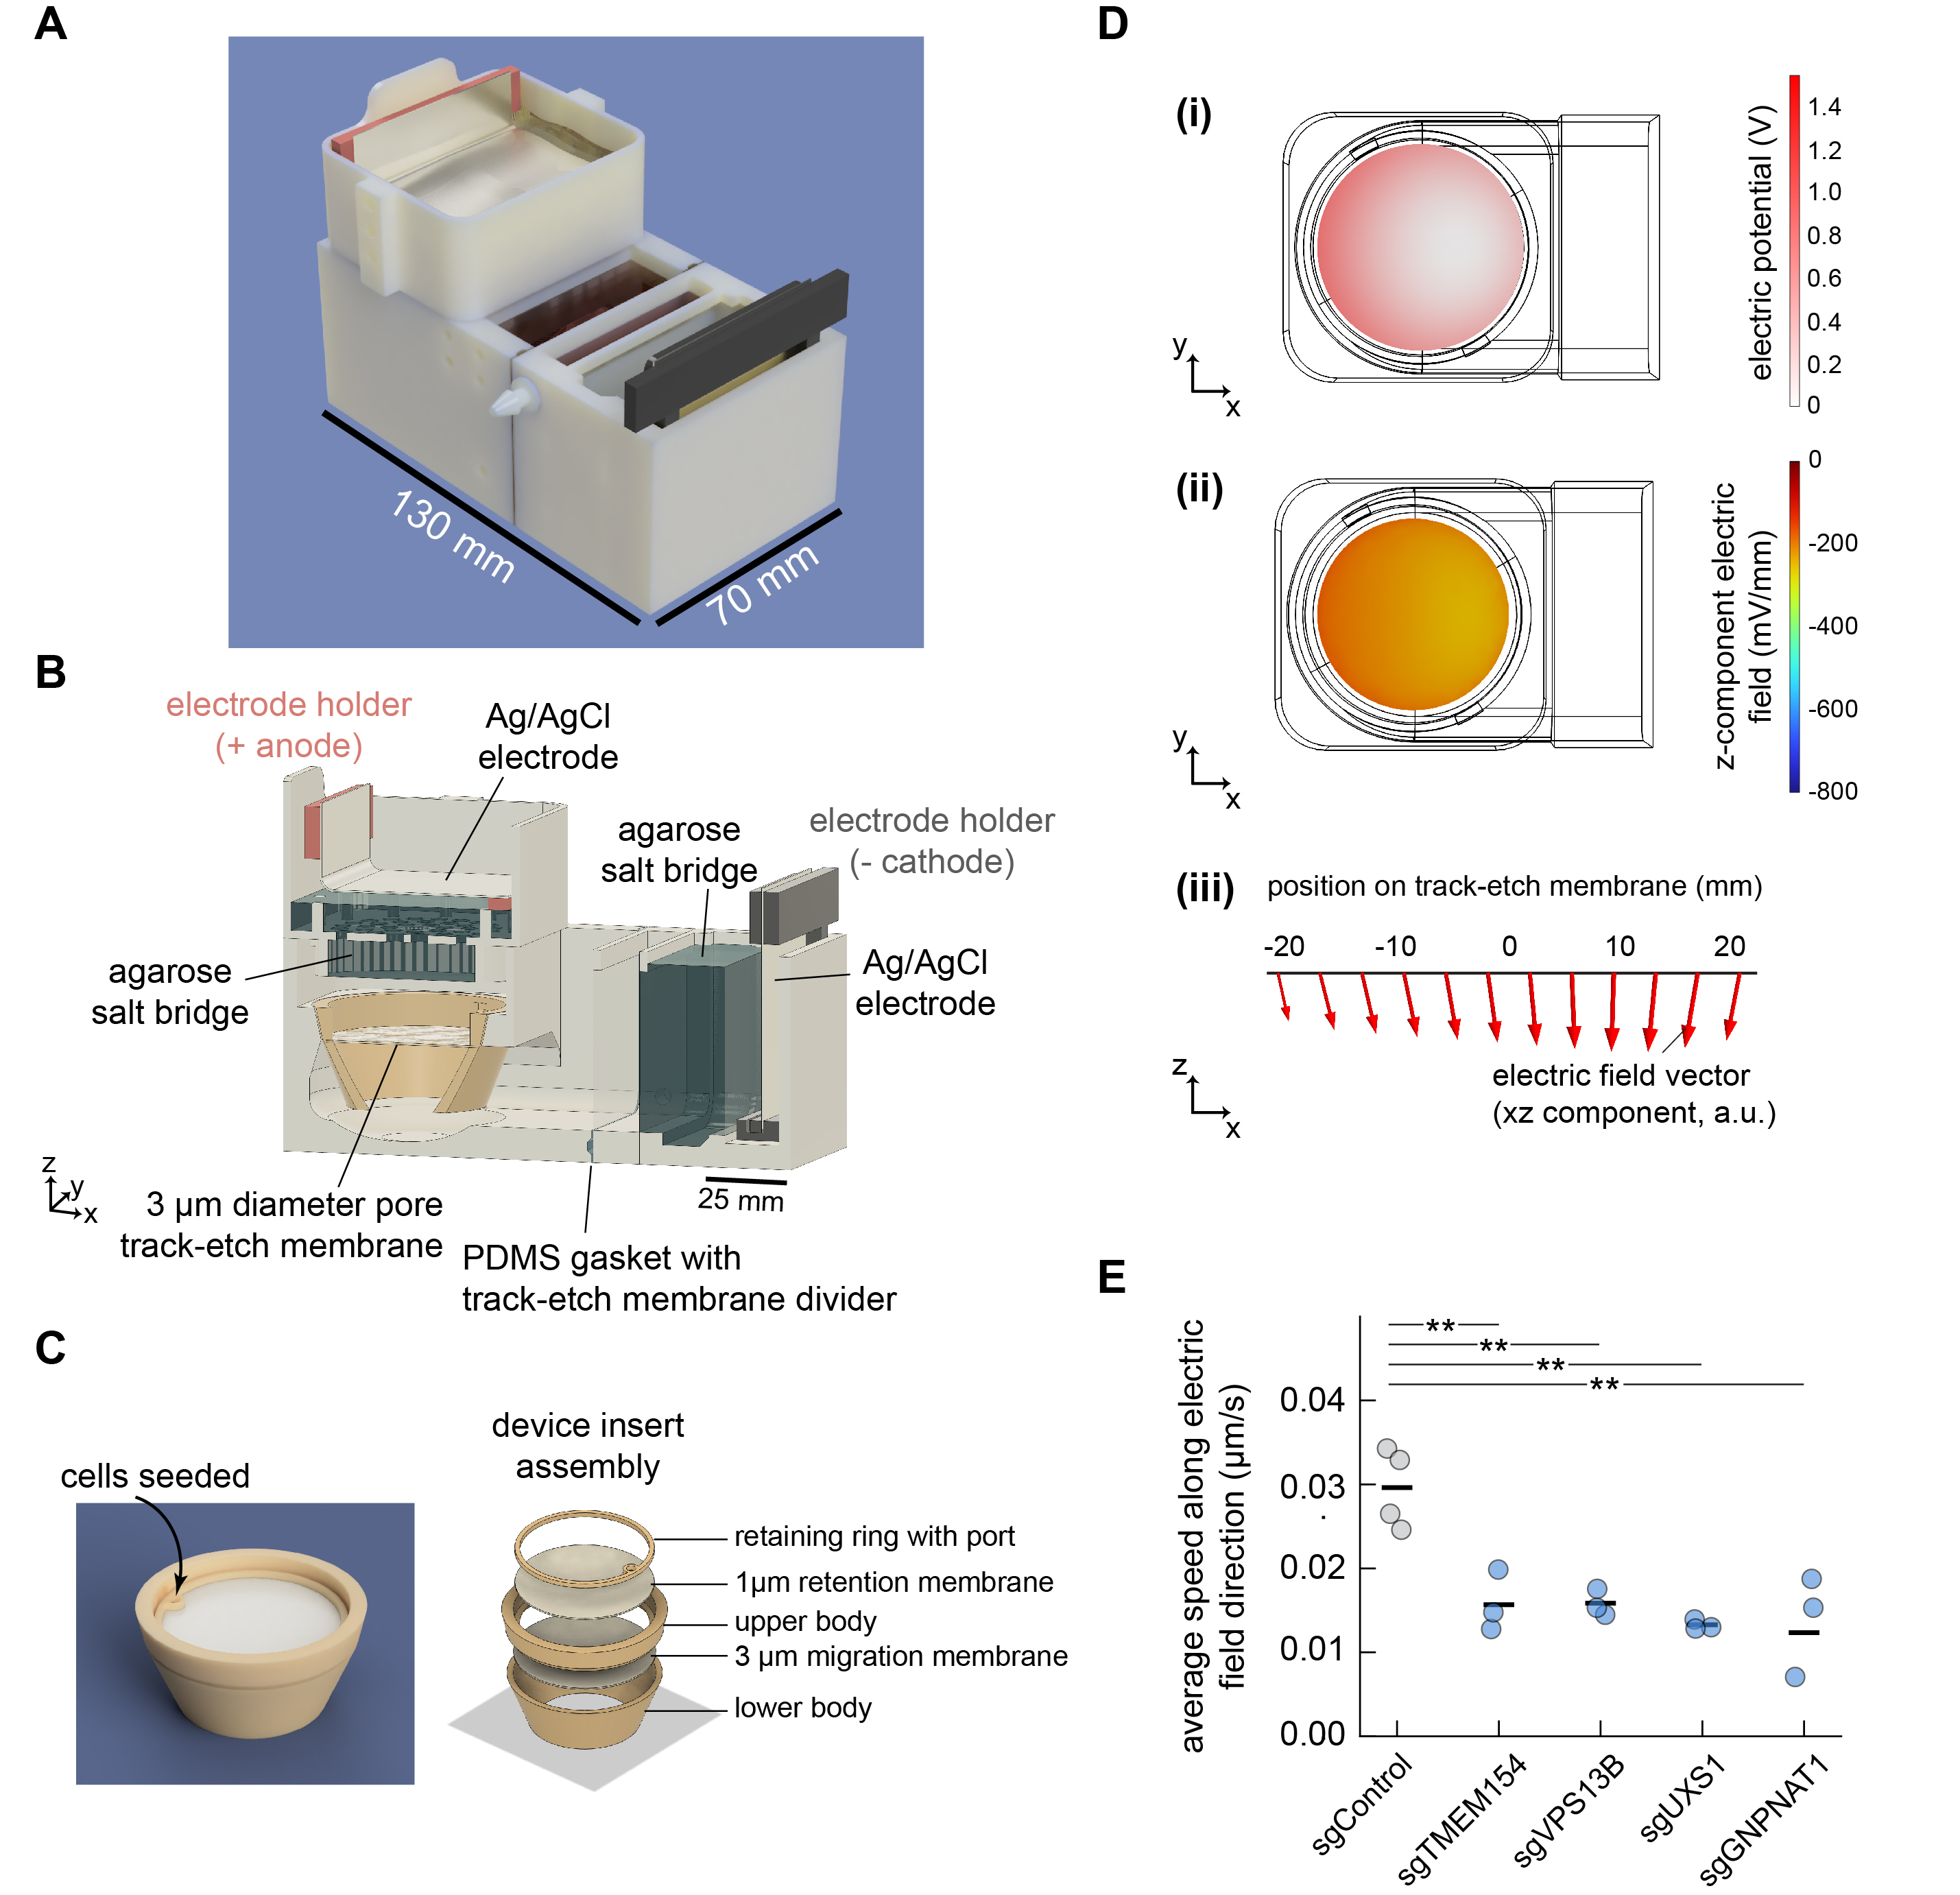 A
130 mm
70 mm
B
electrode holder
(+ anode)
Ag/AgCl
electrode
agarose
salt bridge
electrode holder
(- cathode)
agarose
salt bridge
Ag/AgCl
electrode
z
y
x
3 µm diameter pore
track-etch membrane
25 mm
PDMS gasket with
track-etch membrane divider
C
cells seeded
device insert
assembly
retaining ring with port
1µm retention membrane
upper body
3 µm migration membrane
lower body
D
(i)
y
x
electric potential (V)
1.4
1.2
1.0
0.8
0.6
0.4
0.2
0
(ii)
y
x
z-component electric
field (mV/mm)
0
-200
-400
-600
-800
(iii)
position on track-etch membrane (mm)
-20 -10 0 10 20
z
x
electric field vector
(xz component, a.u.)
E
average speed along electric
field direction (µm/s)
**
**
**
**
0.04
0.03
0.02
0.01
0.00
sgControl
sgTMEM154
sgVPS13B
sgUXS1
sgGNPNAT1